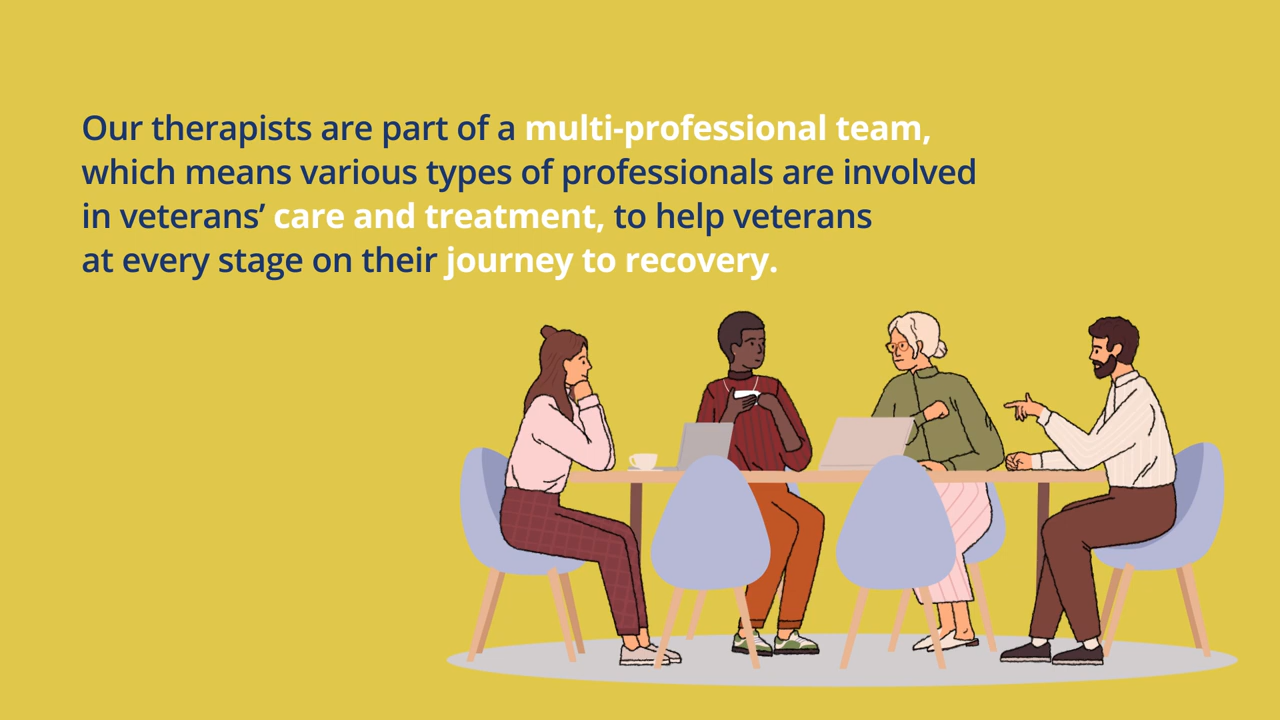 Our therapists are part of a multi-professional team,
which means various types of professionals are involved
in veterans’ care and treatment, to help veterans
at every stage on their journey to recovery.